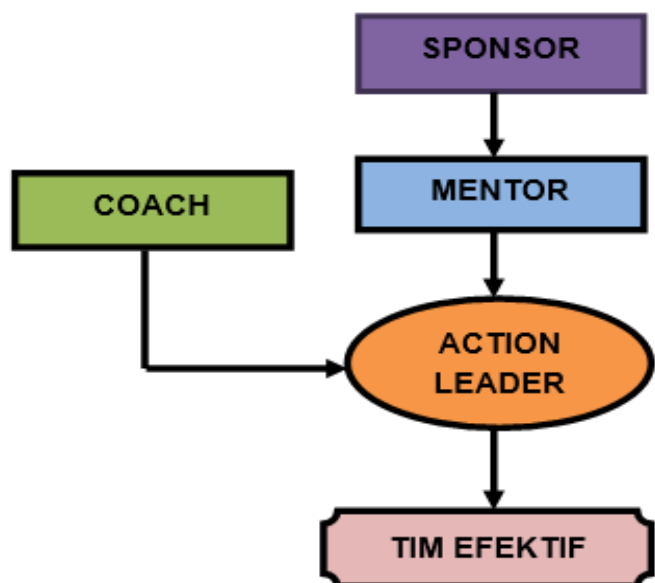 SPONSOR
MENTOR
COACH
ACTION
LEADER
TIM EFEKTIF